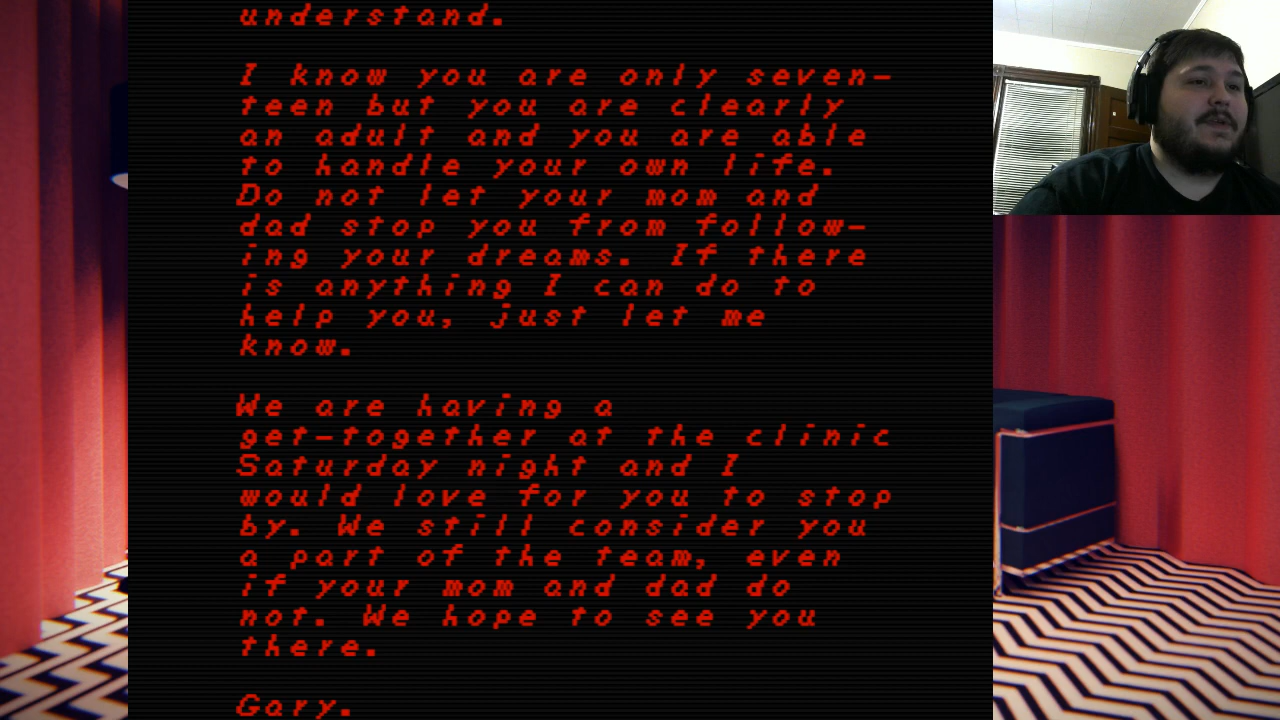 understand.
I know you are only seven-
teen but you are clearly
an adult and you are able
to handle your own life.
Do not let your mom and
dad stop you from follow-
ing your dreams. If there
is anything I can do to
help you, just let me
know.
We are having a
get-together at the clinic
Saturday night and I
would love for you to stop
by. We still consider you
a part of the team, even
if your mom and dad do
not. We hope to see you
there.
Gary.